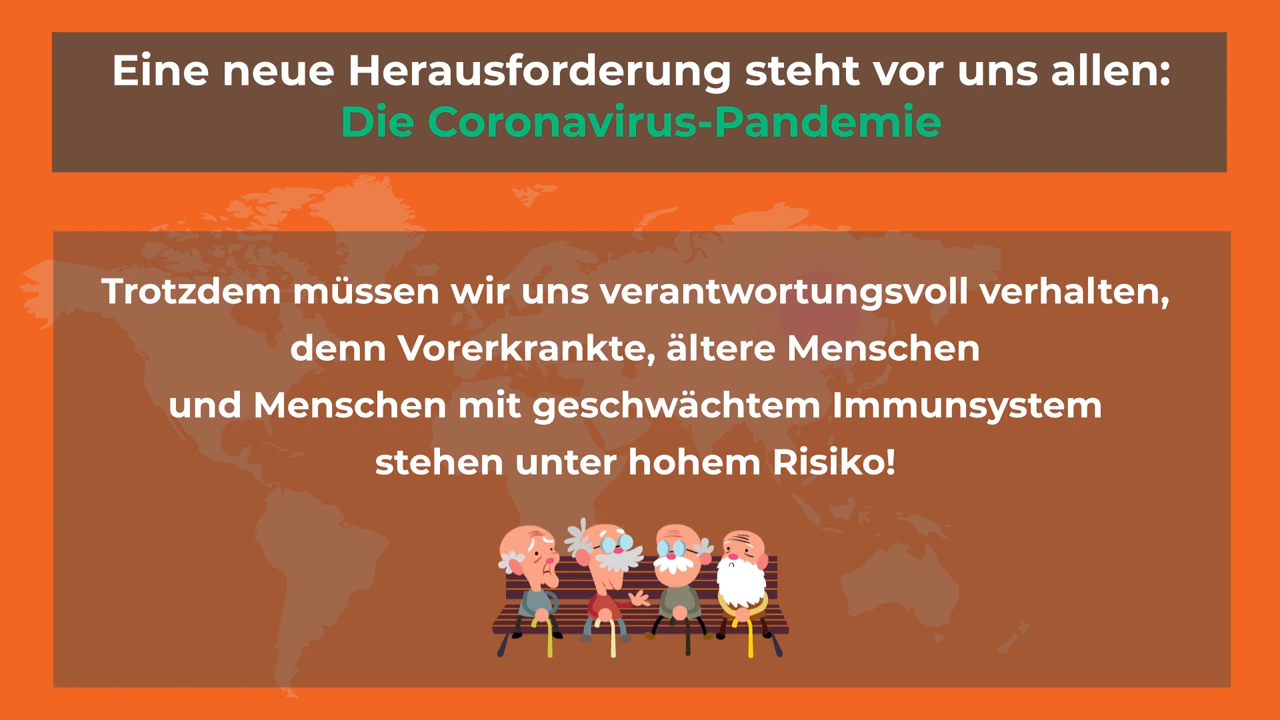 Eine neue Herausforderung steht vor uns allen:
Die Coronavirus-Pandemie
Trotzdem müssen wir uns verantwortungsvoll verhalten,
denn Vorerkrankte, ältere Menschen
und Menschen mit geschwächtem Immunsystem
stehen unter hohem Risiko!